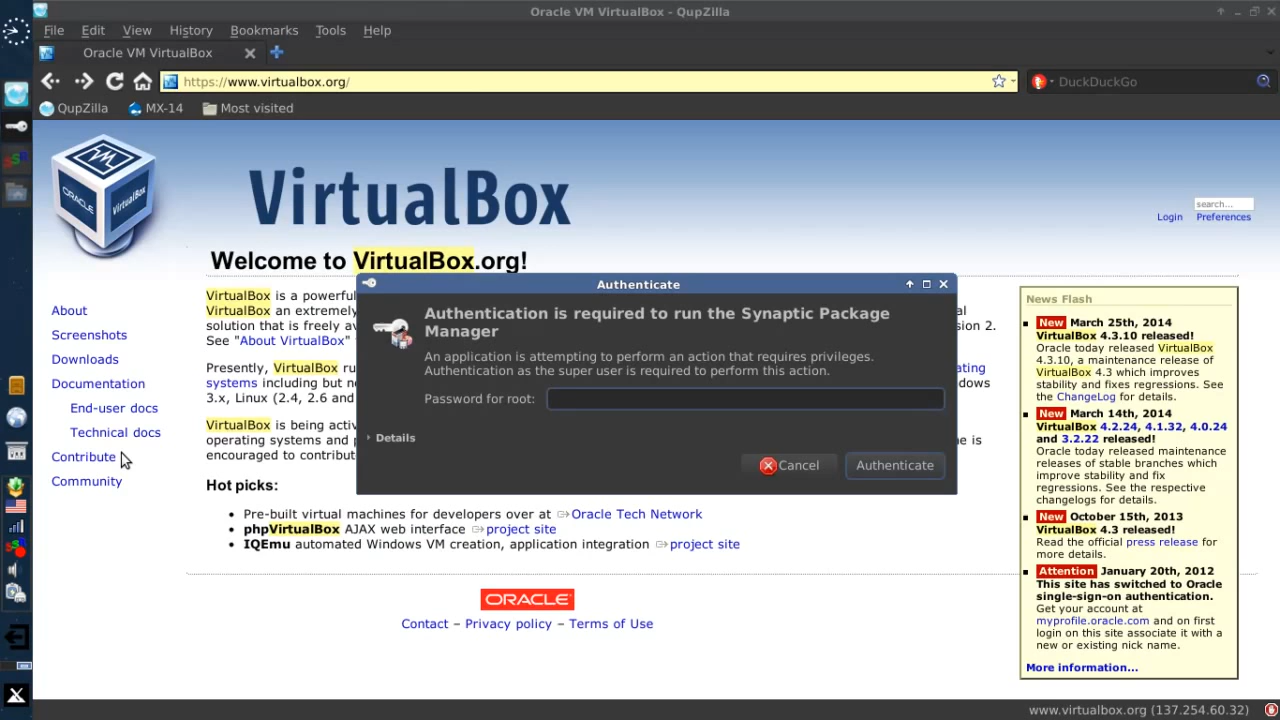 Oracle VM VirtualBox - QupZilla
File Edit View History Bookmarks Tools Help
Oracle VM VirtualBox
https://www.virtualbox.org/
DuckDuckGo
QupZilla MX-14 Most visited
ORACLE
VirtualBox
VirtualBox
search...
Login Preferences
Welcome to VirtualBox.org!
About
Screenshots
Downloads
Documentation
End-user docs
Technical docs
Contribute
Community
VirtualBox is a powerful
VirtualBox an extremely
solution that is freely av
See "About VirtualBox"
sion 2.
Presently, VirtualBox ru
ating
systems including but n
dows
3.x, Linux (2.4, 2.6 and
VirtualBox is being activ
operating systems and p
e is
encouraged to contribut
Authenticate
Authentication is required to run the Synaptic Package
Manager
An application is attempting to perform an action that requires privileges.
Authentication as the super user is required to perform this action.
Password for root:
Details
Cancel Authenticate
Hot picks:
Pre-built virtual machines for developers over at Oracle Tech Network
phpVirtualBox AJAX web interface project site
IQEmu automated Windows VM creation, application integration project site
ORACLE
Contact – Privacy policy – Terms of Use
News Flash
New March 25th, 2014
VirtualBox 4.3.10 released!
Oracle today released VirtualBox
4.3.10, a maintenance release of
VirtualBox 4.3 which improves
stability and fixes regressions. See
the ChangeLog for details.
New March 14th, 2014
VirtualBox 4.2.24, 4.1.32, 4.0.24
and 3.2.22 released!
Oracle today released maintenance
releases of stable branches which
improve stability and fix
regressions. See the respective
changelogs for details.
New October 15th, 2013
VirtualBox 4.3 released!
Read the official press release for
more details.
Attention January 20th, 2012
This site has switched to Oracle
single-sign-on authentication.
Get your account at
myprofile.oracle.com and on first
login on this site associate it with a
new or existing nick name.
More information...
www.virtualbox.org (137.254.60.32)